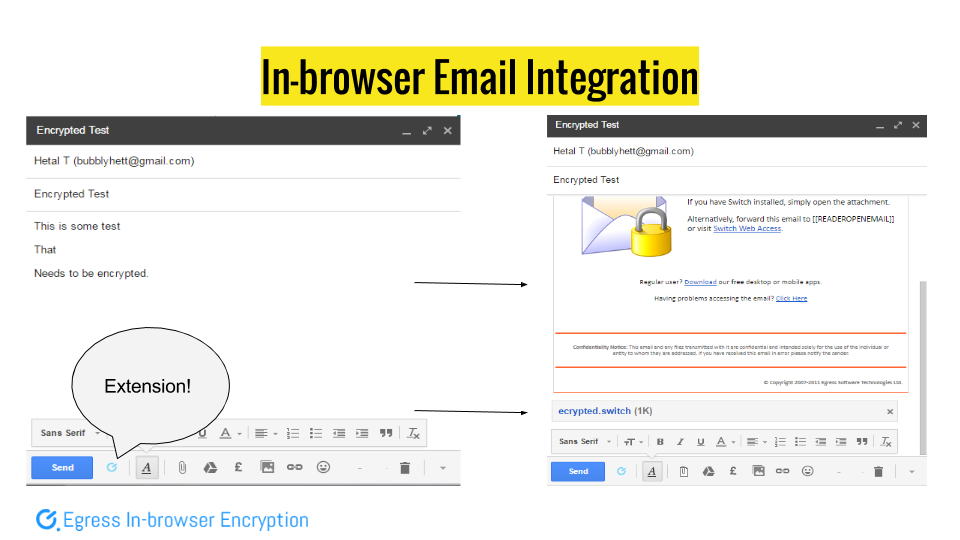 In-browser Email Integration
Encrypted Test
Hetal T (bubblyhett@gmail.com)
Encrypted Test
This is some test
That
Needs to be encrypted.
Extension!
Sans Serif
U A
Send A £
Encrypted Test
Hetal T (bubblyhett@gmail.com)
Encrypted Test
If you have Switch installed, simply open the attachment.
Alternatively, forward this email to [[READEROPENEMAIL]]
or visit Switch Web Access.
Regular user? Download our free desktop or mobile apps.
Having problems accessing the email? Click Here
Confidentiality Notice: This email and any files transmitted with it are confidential and intended solely for the use of the individual or
entity to whom they are addressed. If you have received this email in error please notify the sender.
© Copyright 2007-2011 Egress Software Technologies Ltd.
ecrypted.switch (1K)
Sans Serif B I U A
Send A £
Egress In-browser Encryption